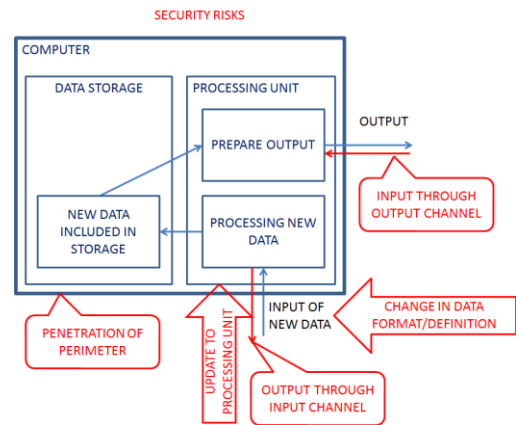 SECURITY RISKS
COMPUTER
DATA STORAGE
PROCESSING UNIT
PREPARE OUTPUT
OUTPUT
INPUT THROUGH
OUTPUT CHANNEL
NEW DATA
INCLUDED IN
STORAGE
PROCESSING NEW
DATA
INPUT OF
NEW DATA
CHANGE IN DATA
FORMAT/DEFINITION
PENETRATION OF
PERIMETER
UPDATE TO
PROCESSING UNIT
OUTPUT THROUGH
INPUT CHANNEL